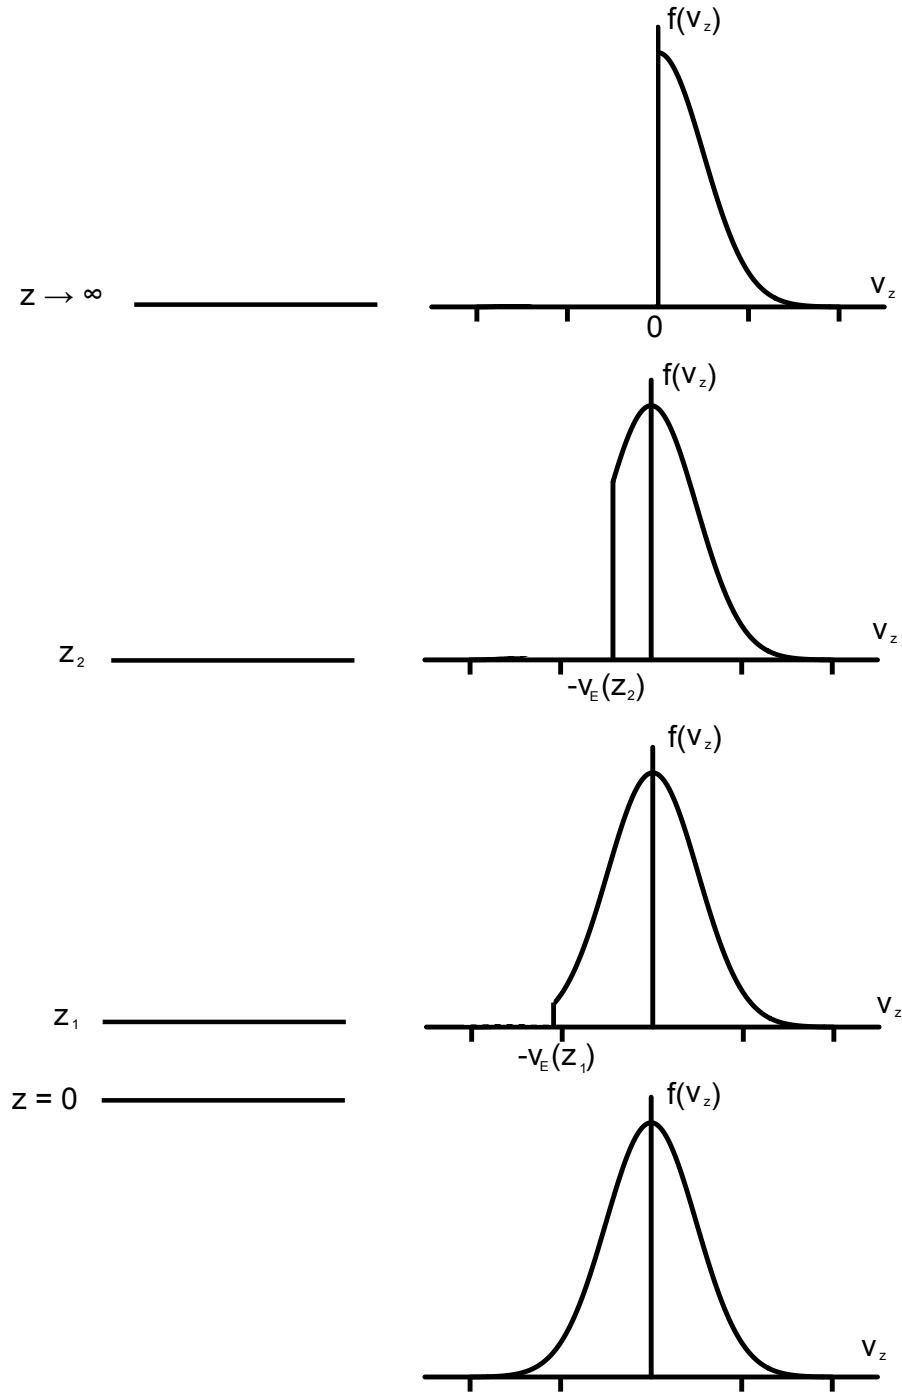 f(v_z)
z → ∞
v_z
0
f(v_z)
z_2
v_z
-v_E(z_2)
f(v_z)
z_1
v_z
-v_E(z_1)
z = 0
f(v_z)
v_z